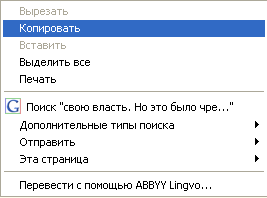 Вырезать
Копировать
Вставить
Выделить все
Печать
G Поиск "свою власть. Но это было чре..."
Дополнительные типы поиска
Отправить
Эта страница
Перевести с помощью ABBYY Lingvo...